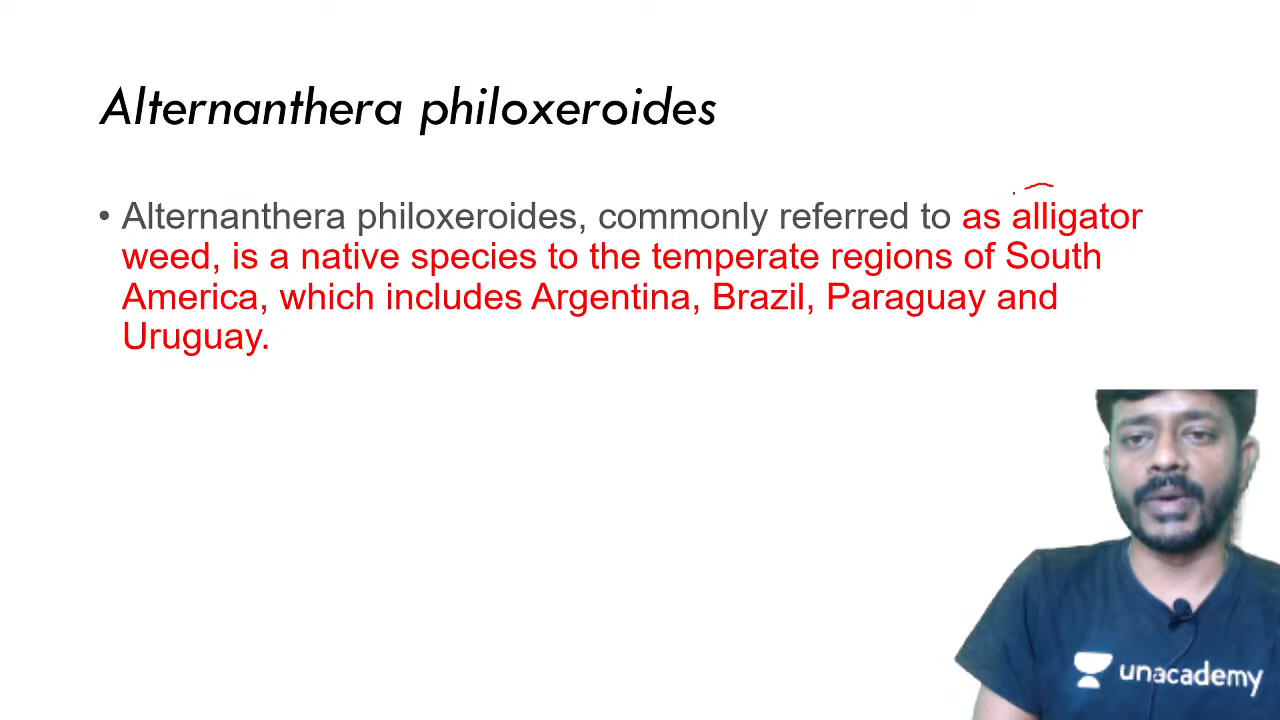 Alternanthera philoxeroides
• Alternanthera philoxeroides, commonly referred to as alligator
weed, is a native species to the temperate regions of South
America, which includes Argentina, Brazil, Paraguay and
Uruguay.
unacademy